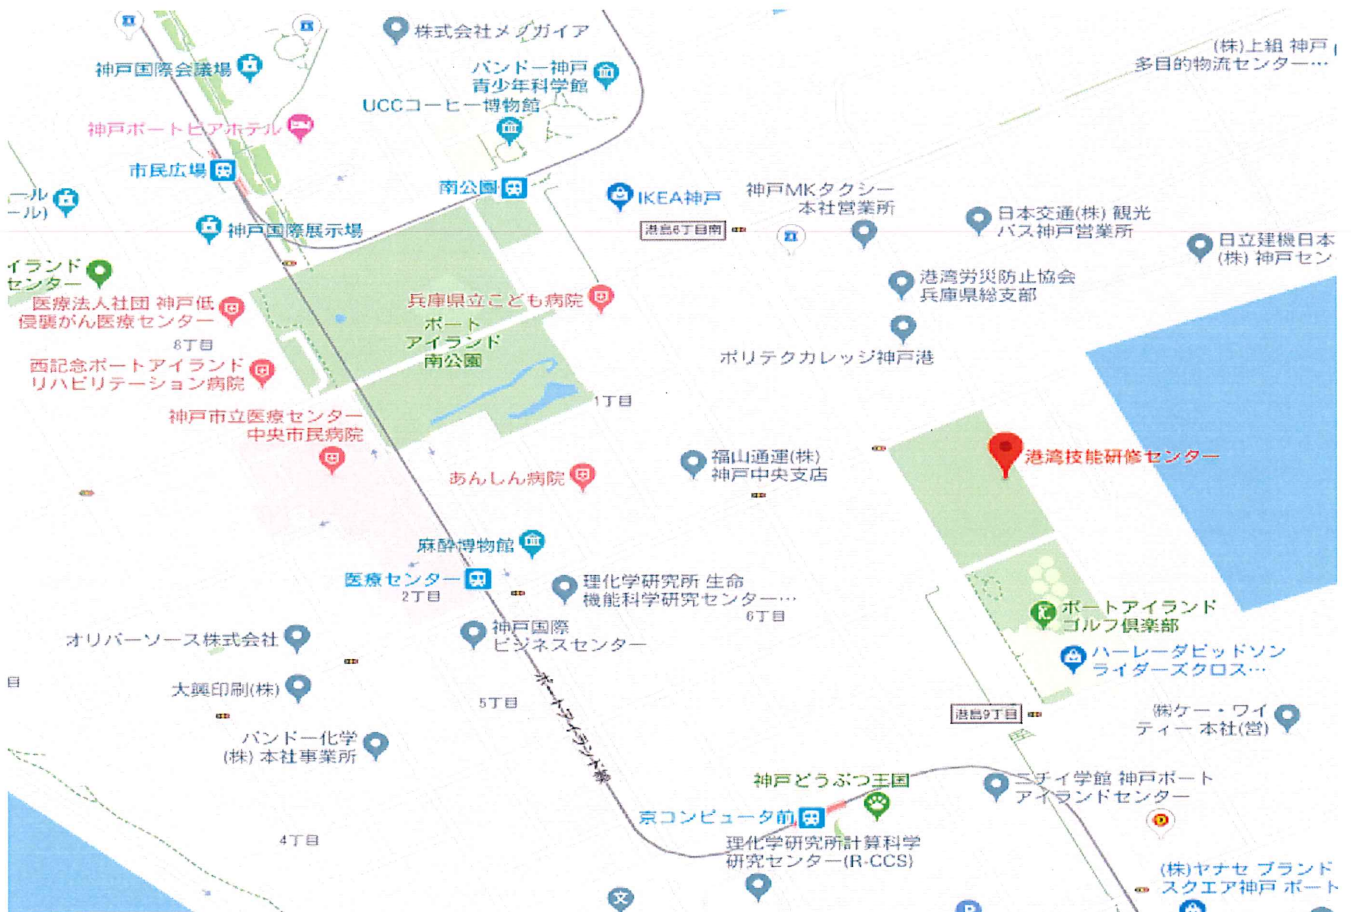 株式会社メガガイア
(株)上組 神戸
多目的物流センター…
神戸国際会議場
バンドー神戸
青少年科学館
UCCコーヒー博物館
神戸ポートピアホテル
市民広場
南公園
IKEA神戸
神戸MKタクシー
本社営業所
ール
ール)
港島6丁目南
日本交通(株) 観光
バス神戸営業所
神戸国際展示場
日立建機日本
(株) 神戸セン
イランド
センター
港湾労災防止協会
兵庫県総支部
医療法人社団 神戸低
侵襲がん医療センター
兵庫県立こども病院
ポート
アイランド
南公園
8丁目
ポリテクカレッジ神戸港
西記念ポートアイランド
リハビリテーション病院
1丁目
神戸市立医療センター
中央市民病院
福山通運(株)
神戸中央支店
港湾技能研修センター
あんしん病院
麻酔博物館
医療センター
2丁目
理化学研究所 生命
機能科学研究センター…
6丁目
ポートアイランド
ゴルフ倶楽部
オリバーソース株式会社
神戸国際
ビジネスセンター
ハーレーダビッドソン
ライダーズクロス…
目
大興印刷(株)
5丁目
ポートアイランド線
港島9丁目
㈱ケー・ワイ
ティー 本社(営)
バンドー化学
(株) 本社事業所
神戸どうぶつ王国
ニチイ学館 神戸ポート
アイランドセンター
京コンピュータ前
4丁目
理化学研究所計算科学
研究センター(R-CCS)
(株)ヤナセ ブランド
スクエア神戸 ポート
文
P